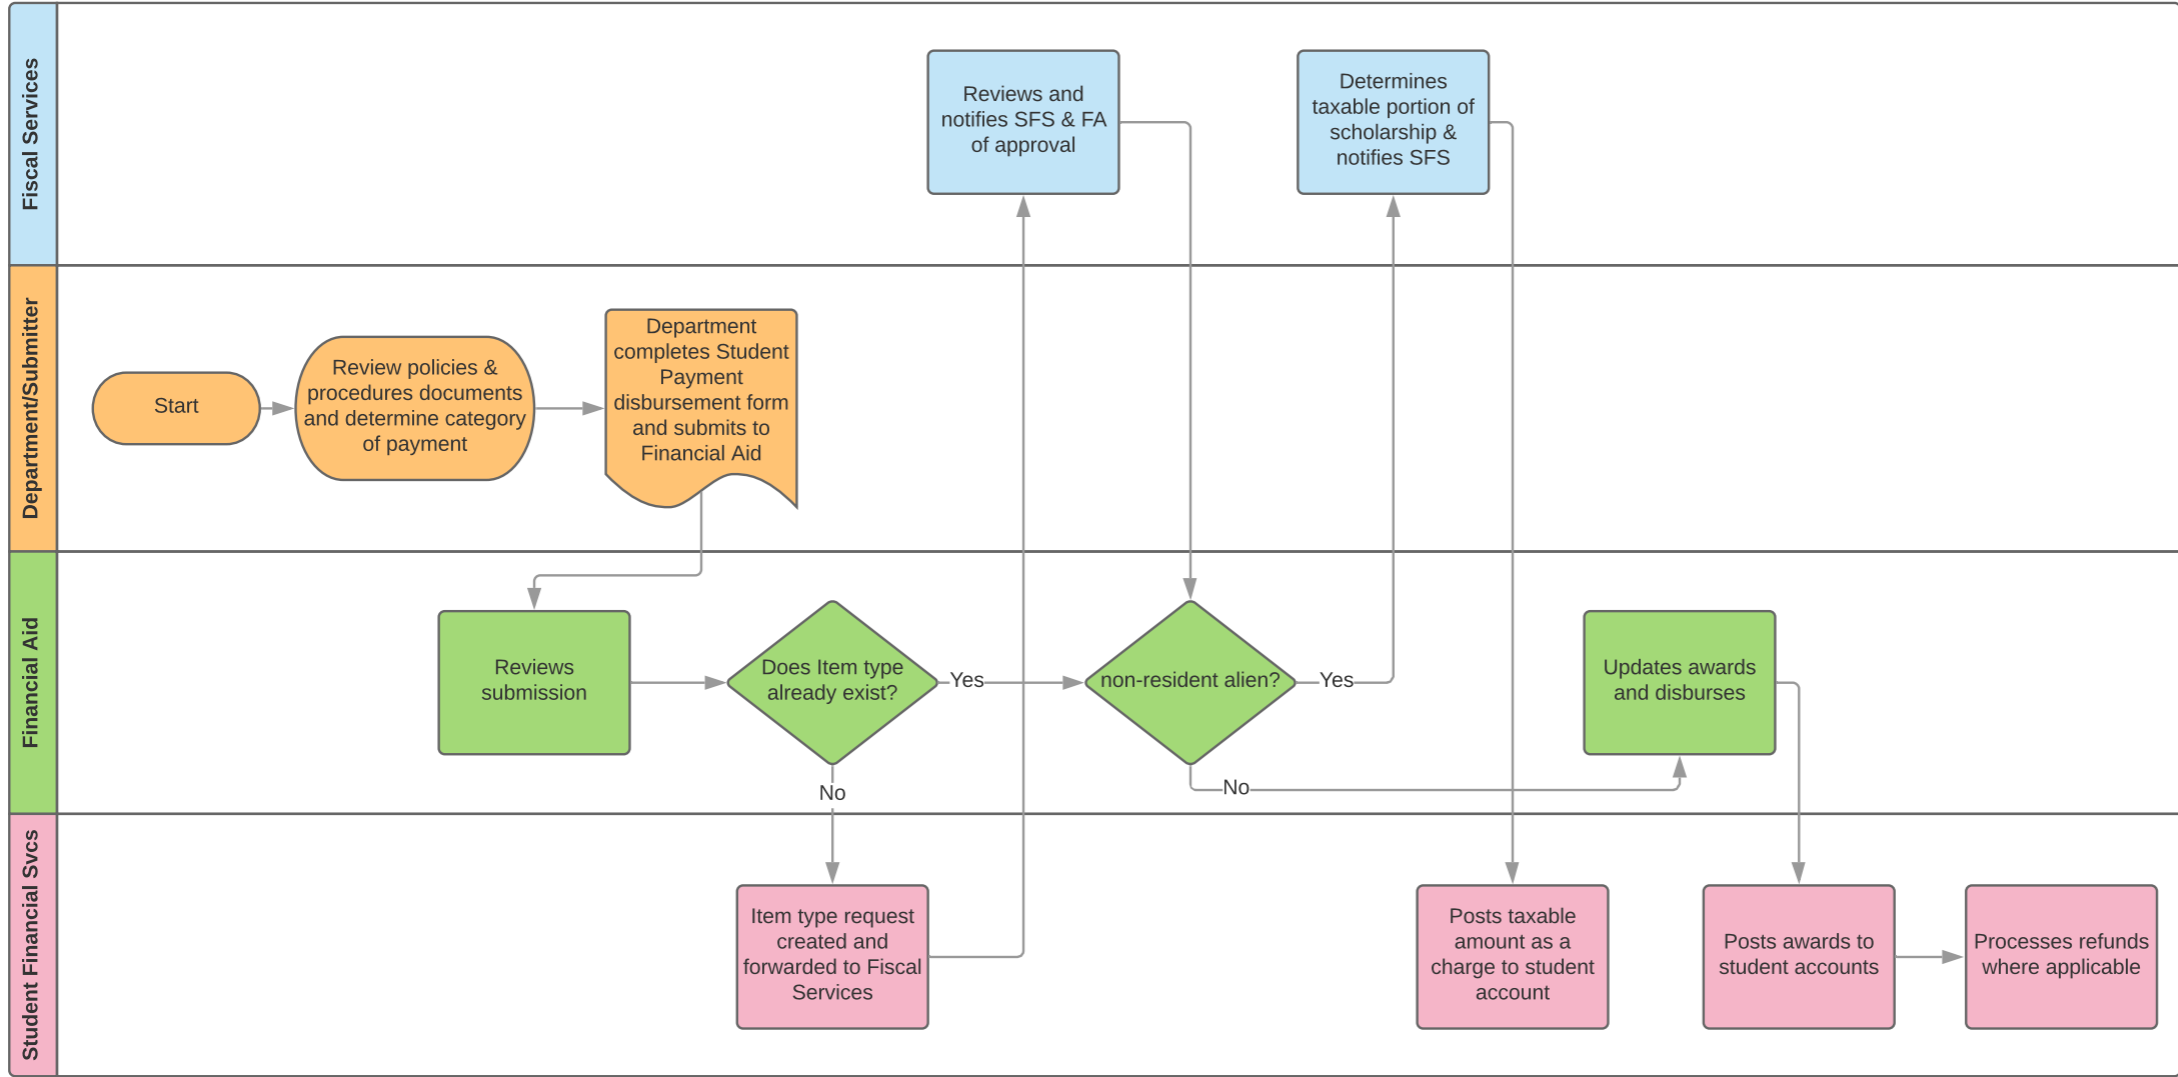 Fiscal Services
Reviews and
notifies SFS & FA
of approval
Determines
taxable portion of
scholarship &
notifies SFS
Department/Submitter
Start
Review policies &
procedures documents
and determine category
of payment
Department
completes Student
Payment
disbursement form
and submits to
Financial Aid
Financial Aid
Reviews
submission
Does Item type
already exist?
Yes
No
non-resident alien?
Yes
No
Updates awards
and disburses
Student Financial Svcs
Item type request
created and
forwarded to Fiscal
Services
Posts taxable
amount as a
charge to student
account
Posts awards to
student accounts
Processes refunds
where applicable